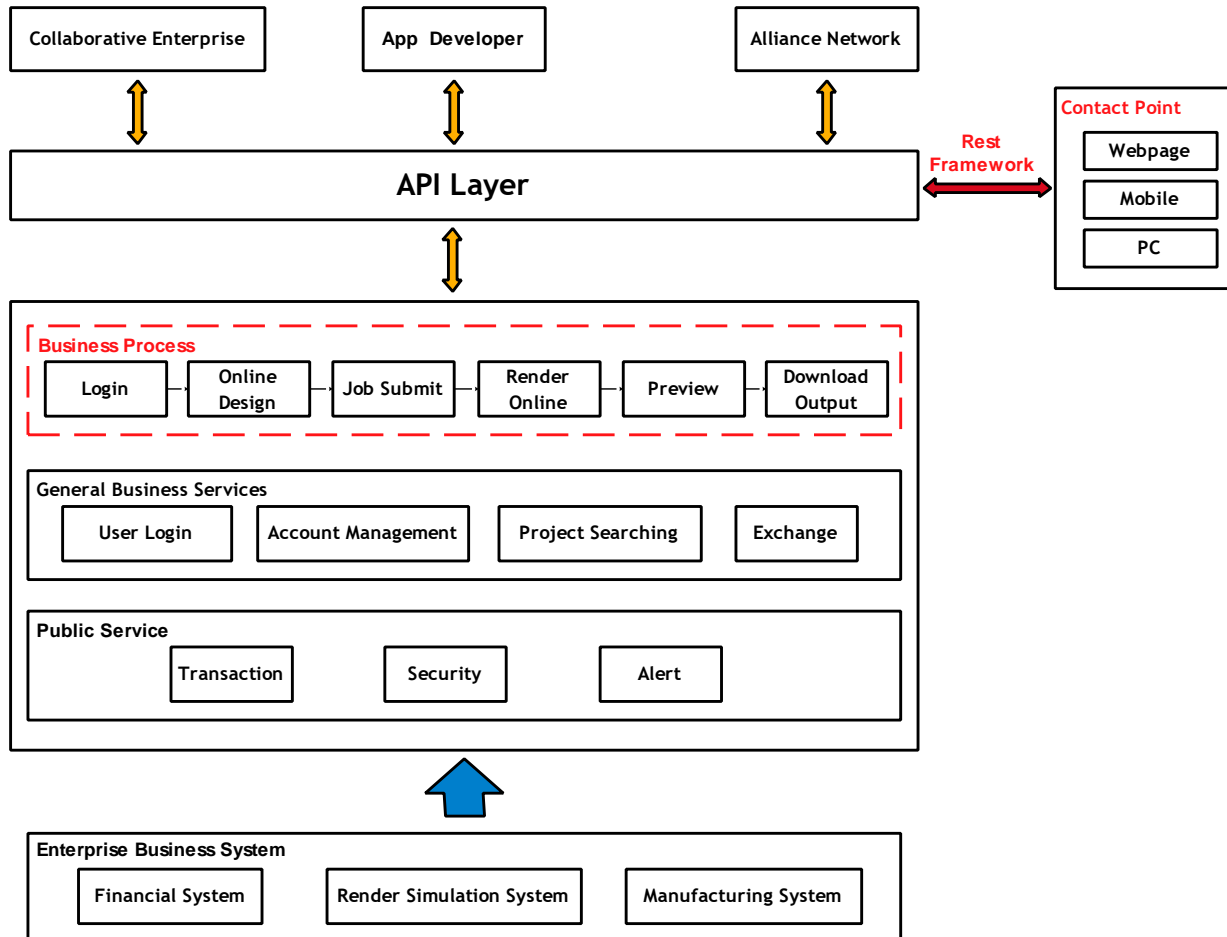 Collaborative Enterprise
App Developer
Alliance Network
Contact Point
Webpage
Mobile
PC
Rest
Framework
API Layer
Business Process
Login
Online
Design
Job Submit
Render
Online
Preview
Download
Output
General Business Services
User Login
Account Management
Project Searching
Exchange
Public Service
Transaction
Security
Alert
Enterprise Business System
Financial System
Render Simulation System
Manufacturing System